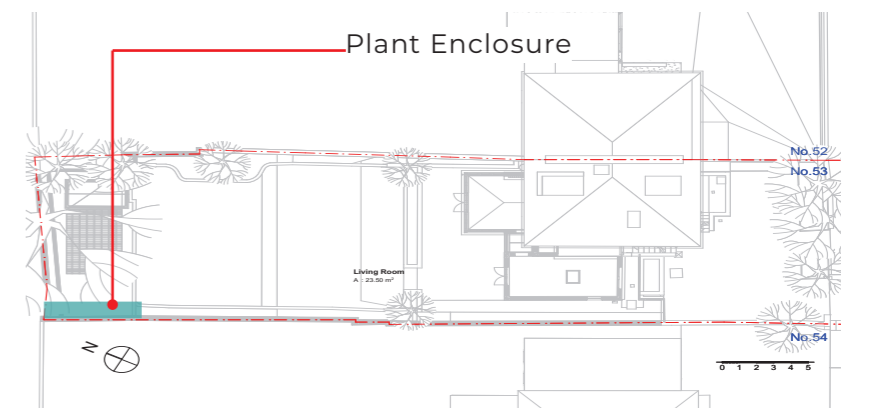 Plant Enclosure
No.52
No.53
Living Room
A : 23.50 m²
No.54
N
0 1 2 3 4 5